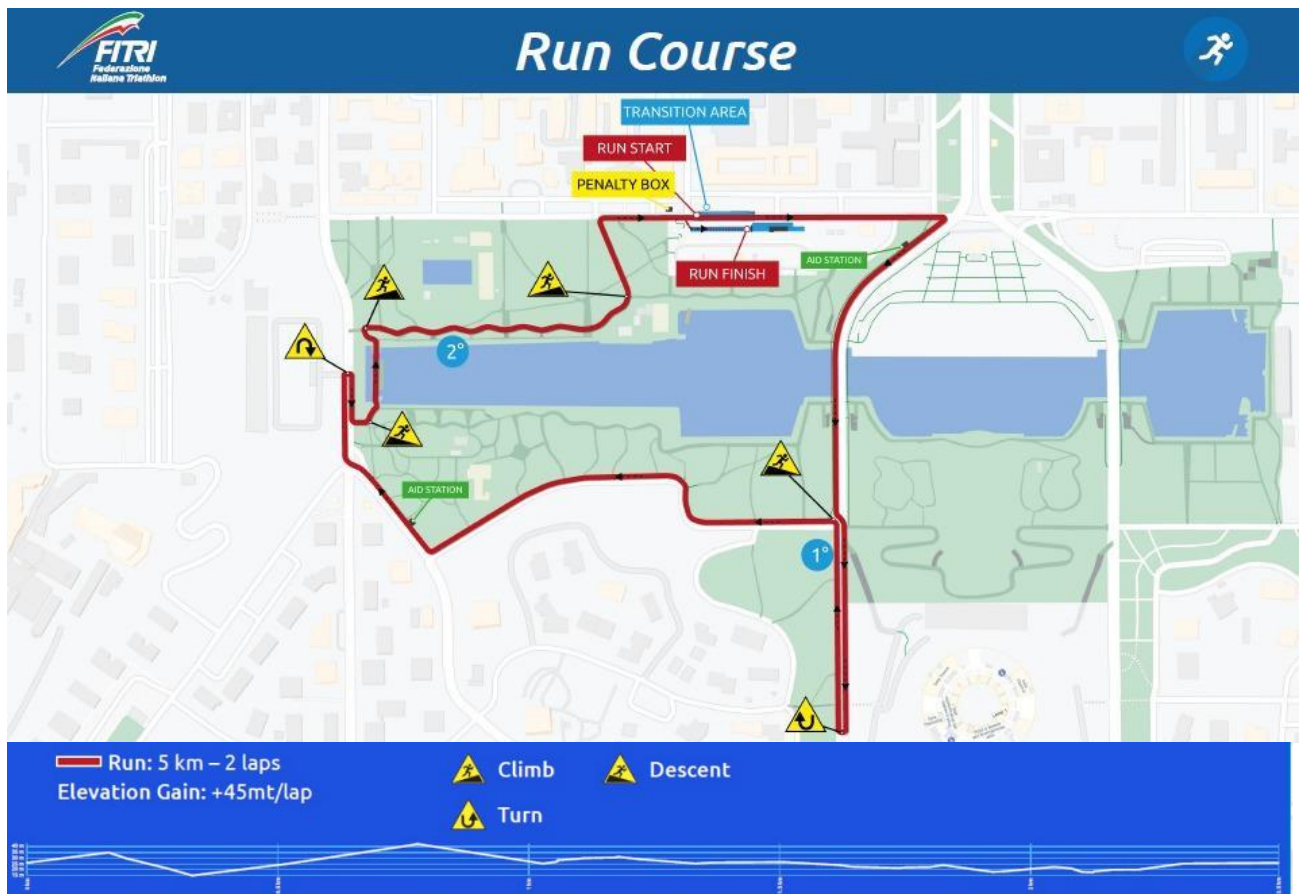 FITRI
Federazione
Italiana Triathlon
Run Course
TRANSITION AREA
RUN START
PENALTY BOX
RUN FINISH
AID STATION
2°
AID STATION
1°
Run: 5 km – 2 laps
Elevation Gain: +45mt/lap
Climb
Descent
Turn